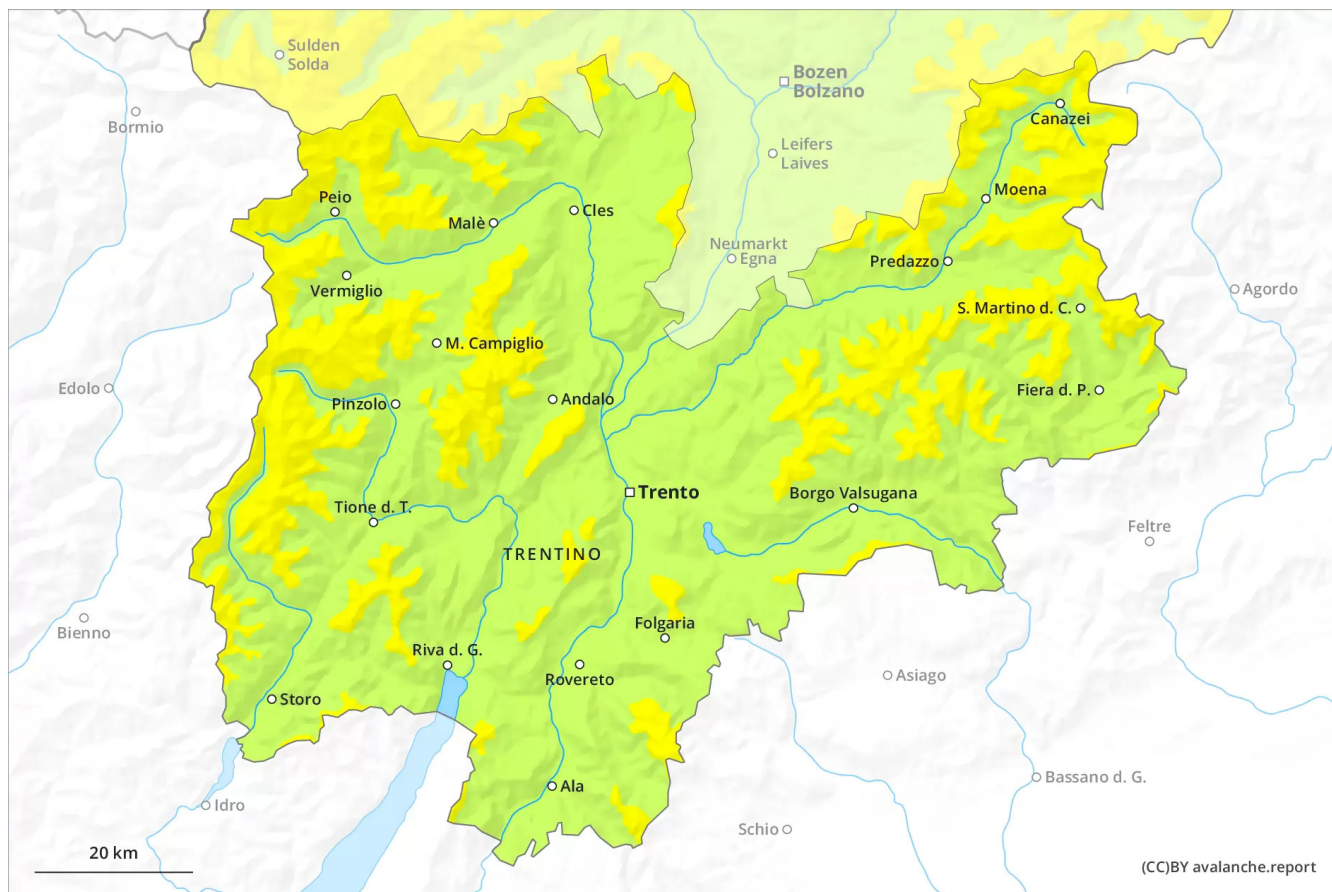 Sulden
Solda
Bozen
Bolzano
Bormio
Canazei
Leifers
Laives
Peio
Malè
Cles
Moena
Neumarkt
Egna
Predazzo
Vermiglio
Agordo
S. Martino d. C.
M. Campiglio
Edolo
Pinzolo
Andalo
Fiera d. P.
Trento
Borgo Valsugana
Tione d. T.
Feltre
TRENTINO
Bienno
Folgaria
Riva d. G.
Rovereto
Asiago
Storo
Ala
Bassano d. G.
Idro
Schio
20 km
(CC)BY avalanche.report